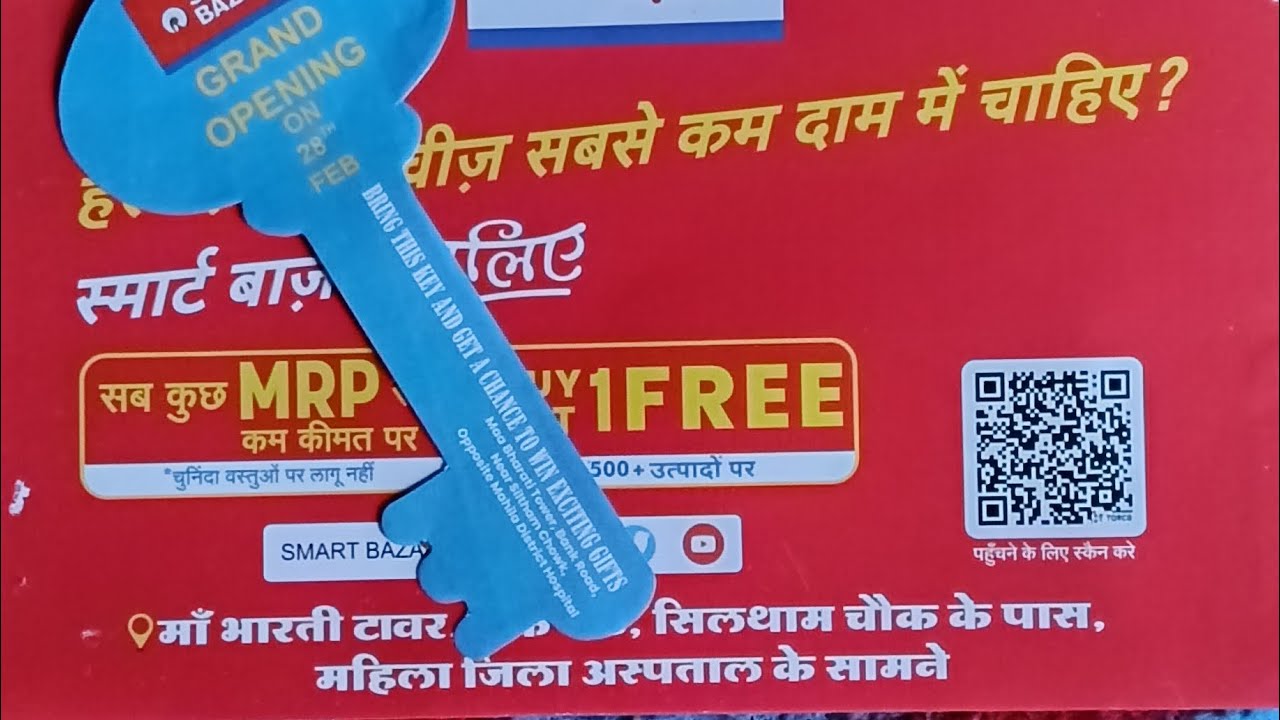 GRAND
OPENING
ON
28TH
FEB
BRING THIS KEY AND GET A CHANCE TO WIN EXCITING GIFTS
Maa Bharati Tower, Bank Road,
Near Siltham Chowk,
Opposite Mahila District Hospital
सबसे कम दाम में चाहिए?
स्मार्ट
सब कुछ MRP
कम कीमत पर
1 FREE
*चुनिंदा वस्तुओं पर लागू नहीं
500+ उत्पादों पर
SMART
पहुँचने के लिए स्कैन करे
माँ भारती टावर, सिलथाम चौक के पास,
महिला जिला अस्पताल के सामने